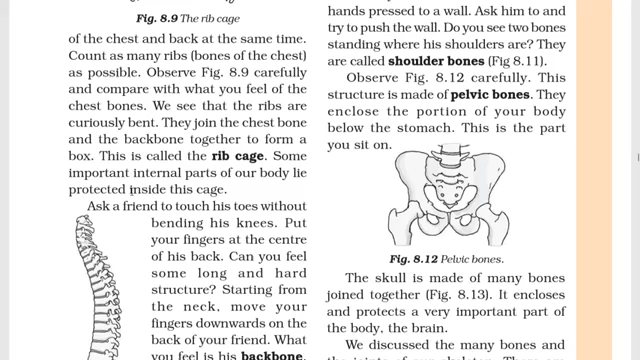 Fig. 8.9 The rib cage
of the chest and back at the same time.
Count as many ribs (bones of the chest)
as possible. Observe Fig. 8.9 carefully
and compare with what you feel of the
chest bones. We see that the ribs are
curiously bent. They join the chest bone
and the backbone together to form a
box. This is called the rib cage. Some
important internal parts of our body lie
protected inside this cage.
Ask a friend to touch his toes without
bending his knees. Put
your fingers at the centre
of his back. Can you feel
some long and hard
structure? Starting from
the neck, move your
fingers downwards on the
back of your friend. What
you feel is his backbone.
hands pressed to a wall. Ask him to and
try to push the wall. Do you see two bones
standing where his shoulders are? They
are called shoulder bones (Fig 8.11).
Observe Fig. 8.12 carefully. This
structure is made of pelvic bones. They
enclose the portion of your body
below the stomach. This is the part
you sit on.
Fig. 8.12 Pelvic bones.
The skull is made of many bones
joined together (Fig. 8.13). It encloses
and protects a very important part of
the body, the brain.
We discussed the many bones and
the joints of our skeleton. There are